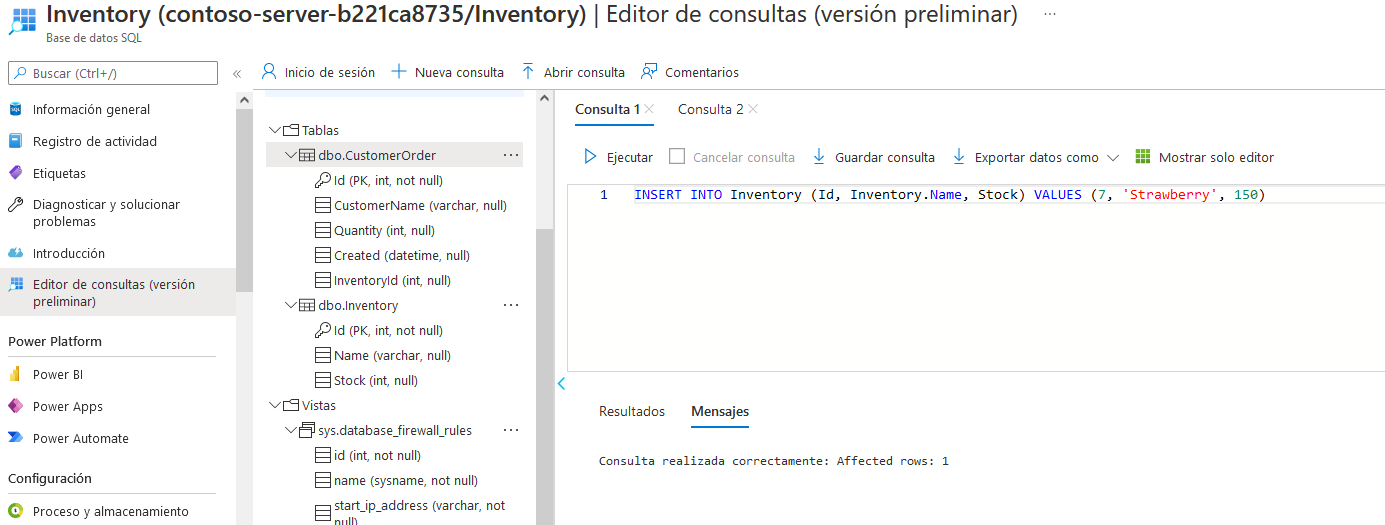 Inventory (contoso-server-b221ca8735/Inventory) | Editor de consultas (versión preliminar) ...
Base de datos SQL
Buscar (Ctrl+/)
«
Información general
Registro de actividad
Etiquetas
Diagnosticar y solucionar
problemas
Introducción
Editor de consultas (versión
preliminar)
Power Platform
Power BI
Power Apps
Power Automate
Configuración
Proceso y almacenamiento
Inicio de sesión
Nueva consulta
Abrir consulta
Comentarios
Tablas
dbo.CustomerOrder ...
Id (PK, int, not null)
CustomerName (varchar, null)
Quantity (int, null)
Created (datetime, null)
InventoryId (int, null)
dbo.Inventory ...
Id (PK, int, not null)
Name (varchar, null)
Stock (int, null)
Vistas
sys.database_firewall_rules ...
id (int, not null)
name (sysname, not null)
start_ip_address (varchar, not
null)
Consulta 1
Consulta 2
Ejecutar
Cancelar consulta
Guardar consulta
Exportar datos como
Mostrar solo editor
1 INSERT INTO Inventory (Id, Inventory.Name, Stock) VALUES (7, 'Strawberry', 150)
Resultados
Mensajes
Consulta realizada correctamente: Affected rows: 1